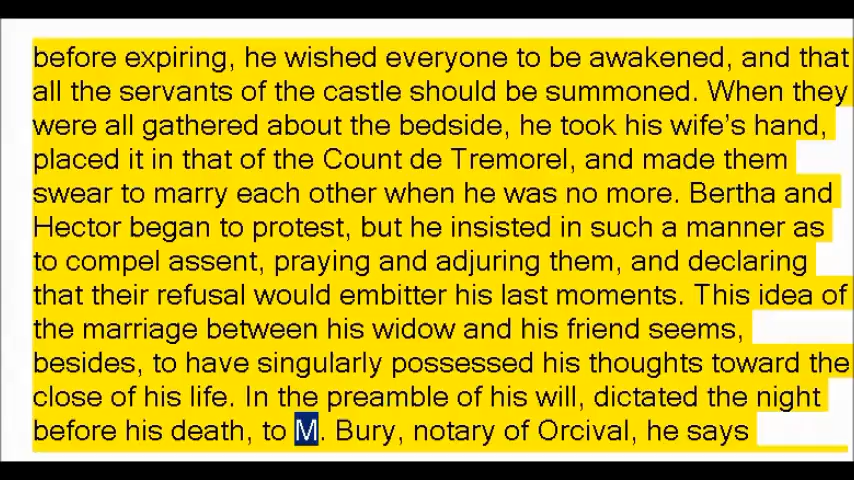 before expiring, he wished everyone to be awakened, and that
all the servants of the castle should be summoned. When they
were all gathered about the bedside, he took his wife’s hand,
placed it in that of the Count de Tremorel, and made them
swear to marry each other when he was no more. Bertha and
Hector began to protest, but he insisted in such a manner as
to compel assent, praying and adjuring them, and declaring
that their refusal would embitter his last moments. This idea of
the marriage between his widow and his friend seems,
besides, to have singularly possessed his thoughts toward the
close of his life. In the preamble of his will, dictated the night
before his death, to M. Bury, notary of Orcival, he says